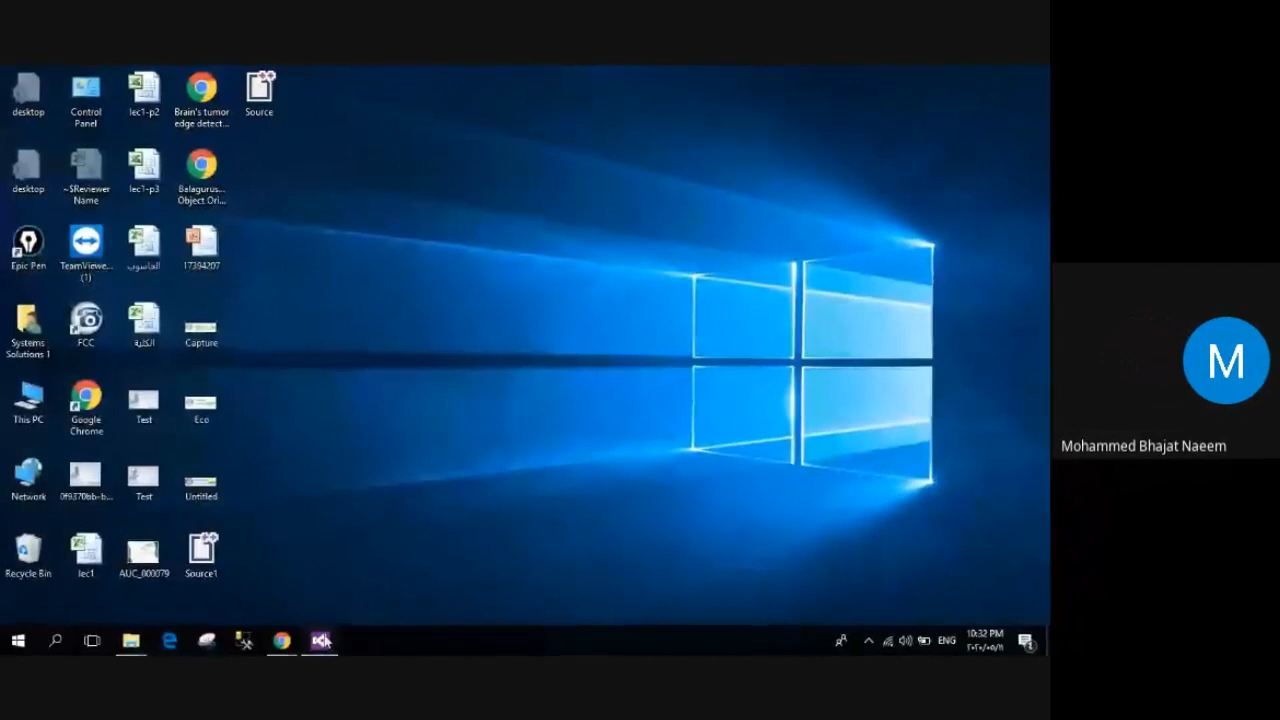 desktop
Control
Panel
lec1-p2
Brain's tumor
edge detect...
Source
desktop
~$Reviewer
Name
lec1-p3
Balagurus...
Object Ori...
Epic Pen
TeamViewe...
(1)
الحاسوب
17394207
Systems
Solutions 1
FCC
الكلية
Capture
This PC
Google
Chrome
Test
Eco
Network
0f9370bb-b...
Test
Untitled
Recycle Bin
lec1
AUC_000079
Source1
ENG
10:32 PM
M
Mohammed Bhajat Naeem